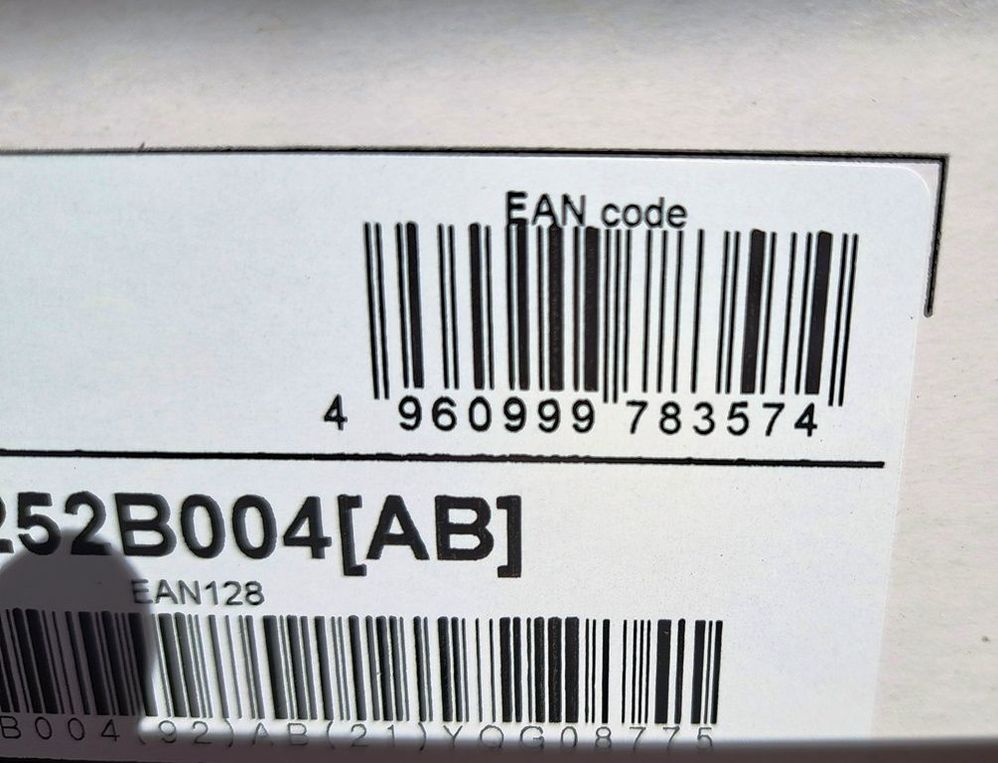 EAN code
4 960999 783574
252B004[AB]
EAN128
B004(92)AB(21)YQG08775